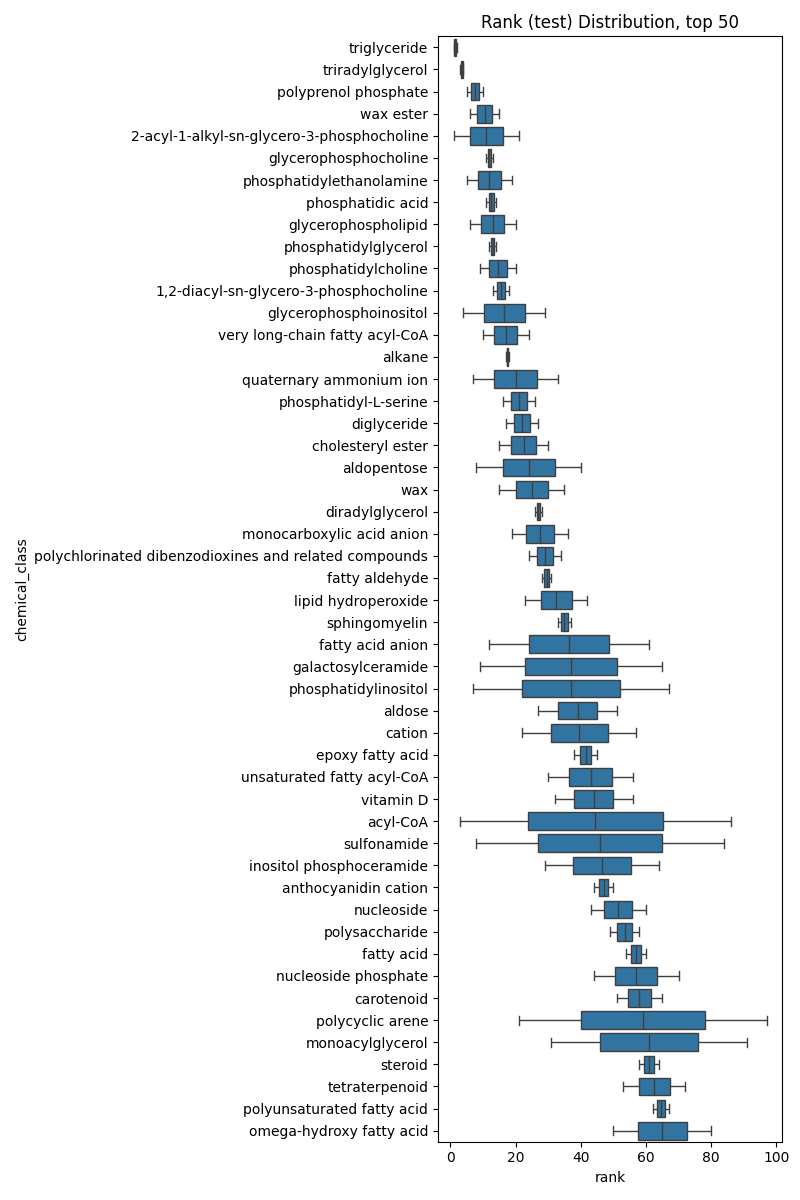 Rank (test) Distribution, top 50
triglyceride
triradylglycerol
polyprenol phosphate
wax ester
2-acyl-1-alkyl-sn-glycero-3-phosphocholine
glycerophosphocholine
phosphatidylethanolamine
phosphatidic acid
glycerophospholipid
phosphatidylglycerol
phosphatidylcholine
1,2-diacyl-sn-glycero-3-phosphocholine
glycerophosphoinositol
very long-chain fatty acyl-CoA
alkane
quaternary ammonium ion
phosphatidyl-L-serine
diglyceride
cholesteryl ester
aldopentose
wax
diradylglycerol
monocarboxylic acid anion
polychlorinated dibenzodioxines and related compounds
fatty aldehyde
lipid hydroperoxide
sphingomyelin
fatty acid anion
galactosylceramide
phosphatidylinositol
aldose
cation
epoxy fatty acid
unsaturated fatty acyl-CoA
vitamin D
acyl-CoA
sulfonamide
inositol phosphoceramide
anthocyanidin cation
nucleoside
polysaccharide
fatty acid
nucleoside phosphate
carotenoid
polycyclic arene
monoacylglycerol
steroid
tetraterpenoid
polyunsaturated fatty acid
omega-hydroxy fatty acid
chemical_class
0 20 40 60 80 100
rank